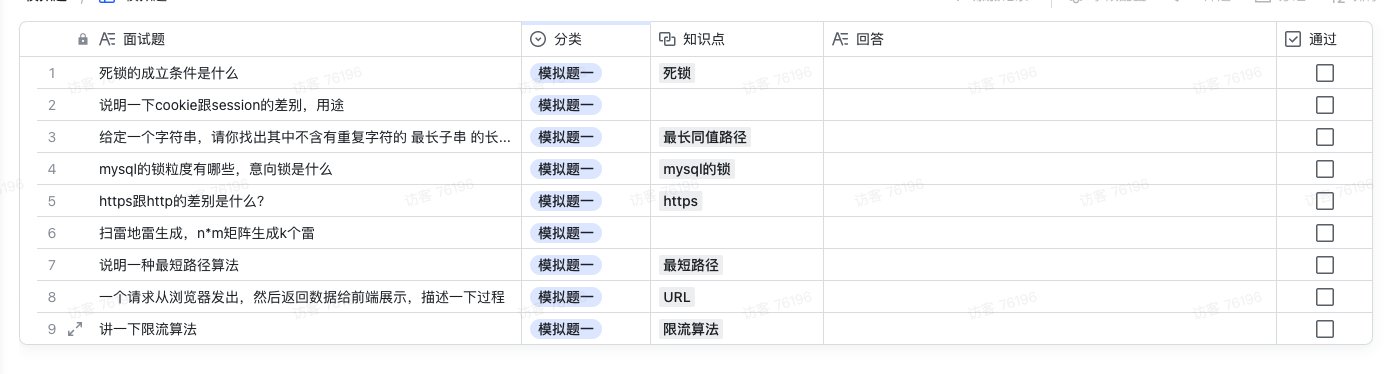 面试题 分类 知识点 回答 通过
1 死锁的成立条件是什么 模拟题一 死锁
2 说明一下cookie跟session的差别，用途 模拟题一
3 给定一个字符串，请你找出其中不含有重复字符的 最长子串 的长... 模拟题一 最长同值路径
4 mysql的锁粒度有哪些，意向锁是什么 模拟题一 mysql的锁
5 https跟http的差别是什么？ 模拟题一 https
6 扫雷地雷生成，n*m矩阵生成k个雷 模拟题一
7 说明一种最短路径算法 模拟题一 最短路径
8 一个请求从浏览器发出，然后返回数据给前端展示，描述一下过程 模拟题一 URL
9 讲一下限流算法 模拟题一 限流算法
访客 76196